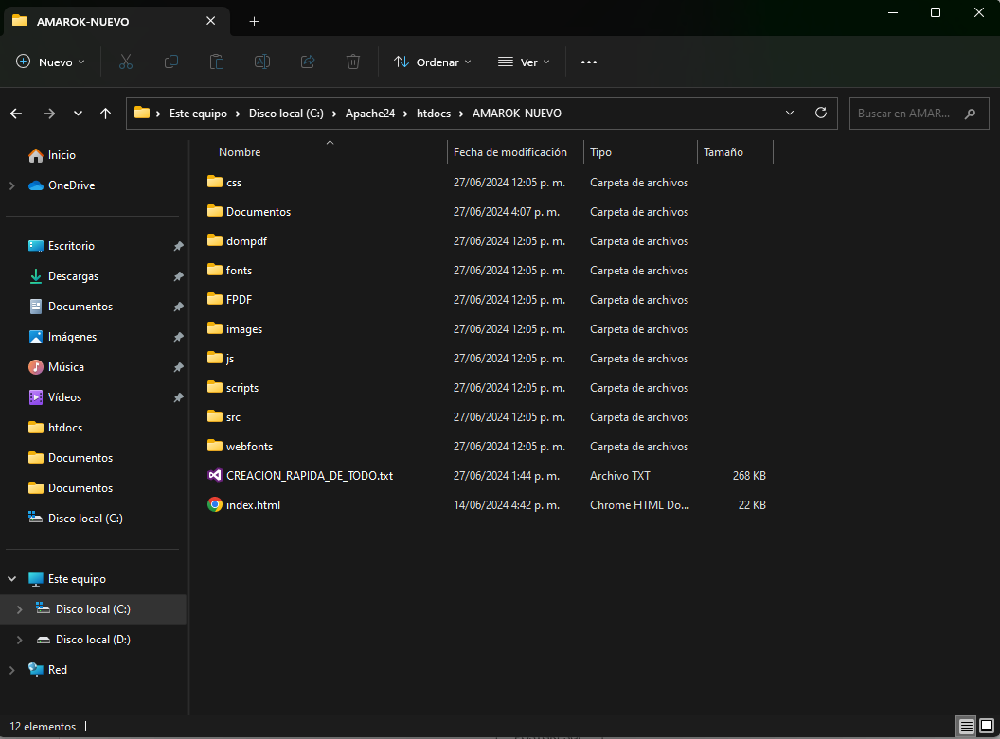 AMAROK-NUEVO
Nuevo
Ordenar
Ver
Este equipo
Disco local (C:)
Apache24
htdocs
AMAROK-NUEVO
Buscar en AMAR...
Inicio
OneDrive
Escritorio
Descargas
Documentos
Imágenes
Música
Vídeos
htdocs
Documentos
Documentos
Disco local (C:)
Este equipo
Disco local (C:)
Disco local (D:)
Red
Nombre Fecha de modificación Tipo Tamaño
css 27/06/2024 12:05 p. m. Carpeta de archivos
Documentos 27/06/2024 4:07 p. m. Carpeta de archivos
dompdf 27/06/2024 12:05 p. m. Carpeta de archivos
fonts 27/06/2024 12:05 p. m. Carpeta de archivos
FPDF 27/06/2024 12:05 p. m. Carpeta de archivos
images 27/06/2024 12:05 p. m. Carpeta de archivos
js 27/06/2024 12:05 p. m. Carpeta de archivos
scripts 27/06/2024 12:05 p. m. Carpeta de archivos
src 27/06/2024 12:05 p. m. Carpeta de archivos
webfonts 27/06/2024 12:05 p. m. Carpeta de archivos
CREACION_RAPIDA_DE_TODO.txt 27/06/2024 1:44 p. m. Archivo TXT 268 KB
index.html 14/06/2024 4:42 p. m. Chrome HTML Do... 22 KB
12 elementos